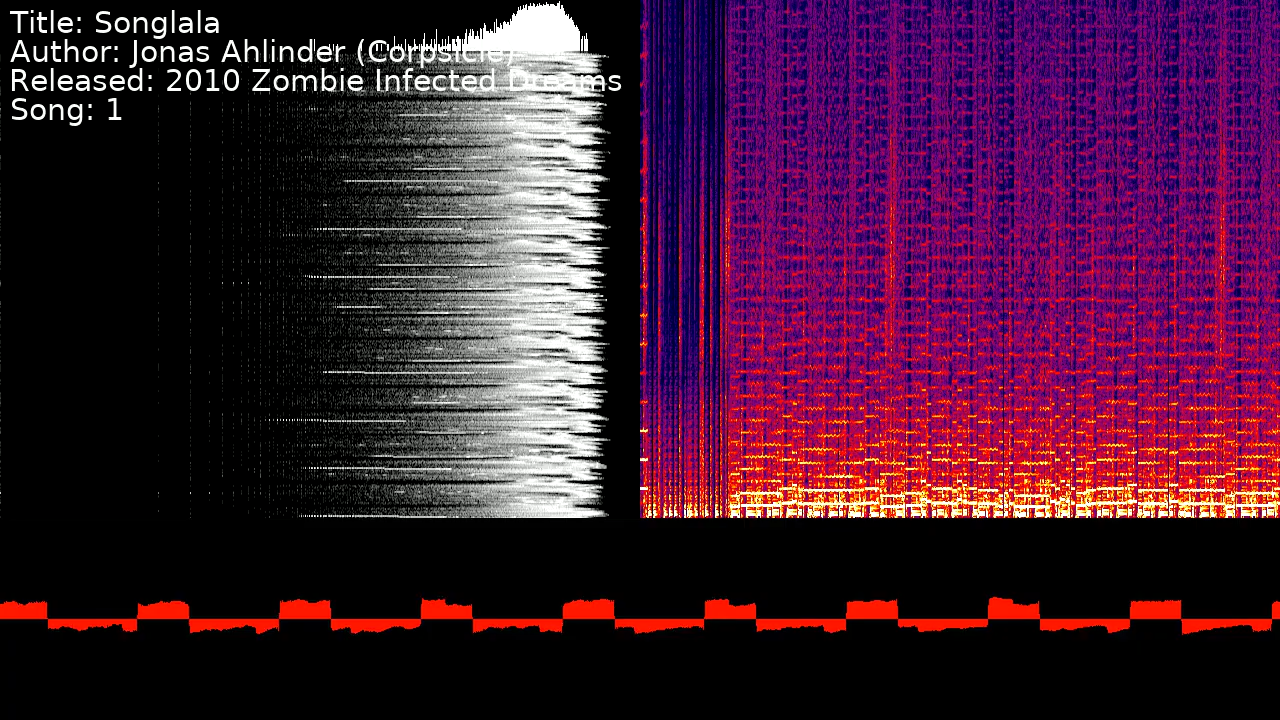 Title: Songlala
Author: Jonas Ahlinder (Corpsicle)
Released: 2010 Zombie Infected Dreams
Song: 1